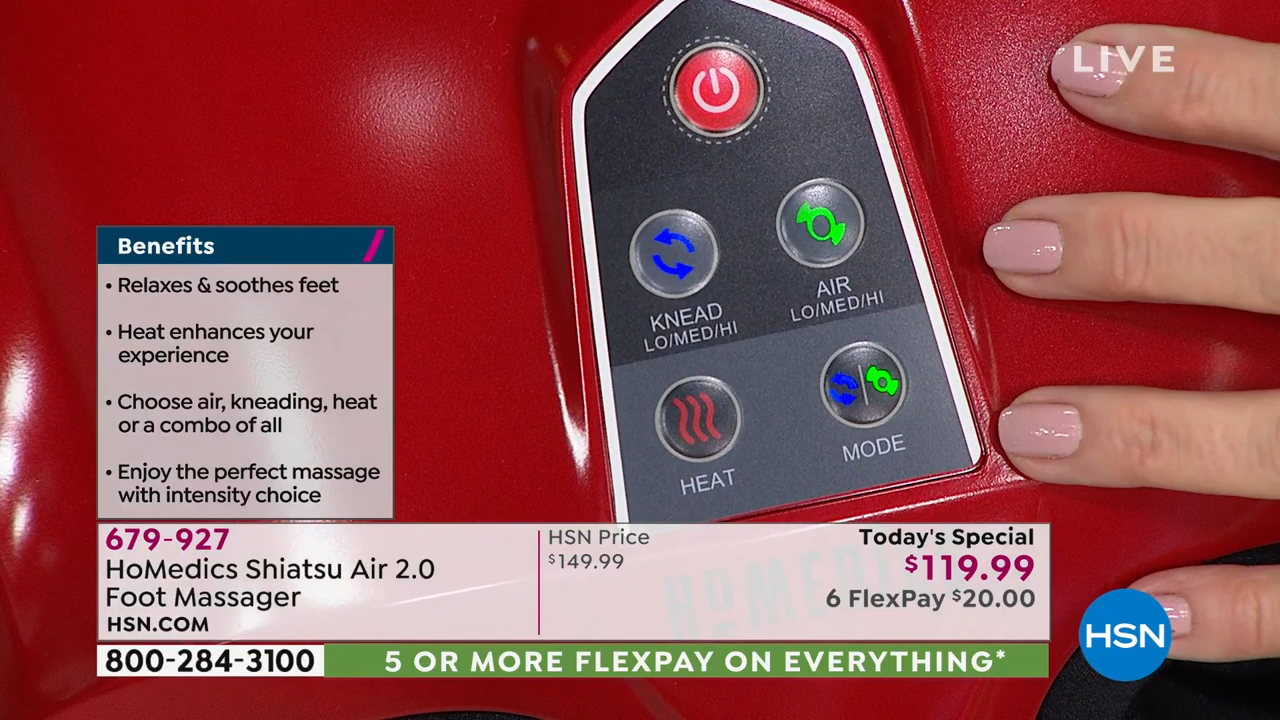 LIVE
KNEAD
LO/MED/HI
AIR
LO/MED/HI
HEAT
MODE
Benefits
• Relaxes & soothes feet
• Heat enhances your
experience
• Choose air, kneading, heat
or a combo of all
• Enjoy the perfect massage
with intensity choice
679-927
HoMedics Shiatsu Air 2.0
Foot Massager
HSN.COM
HSN Price
$149.99
Today's Special
$119.99
6 FlexPay $20.00
HOMEDICS
HSN
800-284-3100
5 OR MORE FLEXPAY ON EVERYTHING*